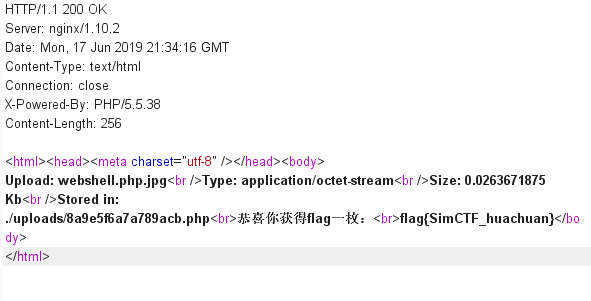 HTTP/1.1 200 OK
Server: nginx/1.10.2
Date: Mon, 17 Jun 2019 21:34:16 GMT
Content-Type: text/html
Connection: close
X-Powered-By: PHP/5.5.38
Content-Length: 256
<html><head><meta charset="utf-8" /></head><body>
Upload: webshell.php.jpg<br />Type: application/octet-stream<br />Size: 0.0263671875
Kb<br />Stored in:
./uploads/8a9e5f6a7a789acb.php<br>恭喜你获得flag一枚：<br>flag{SimCTF_huachuan}</bo
dy>
</html>